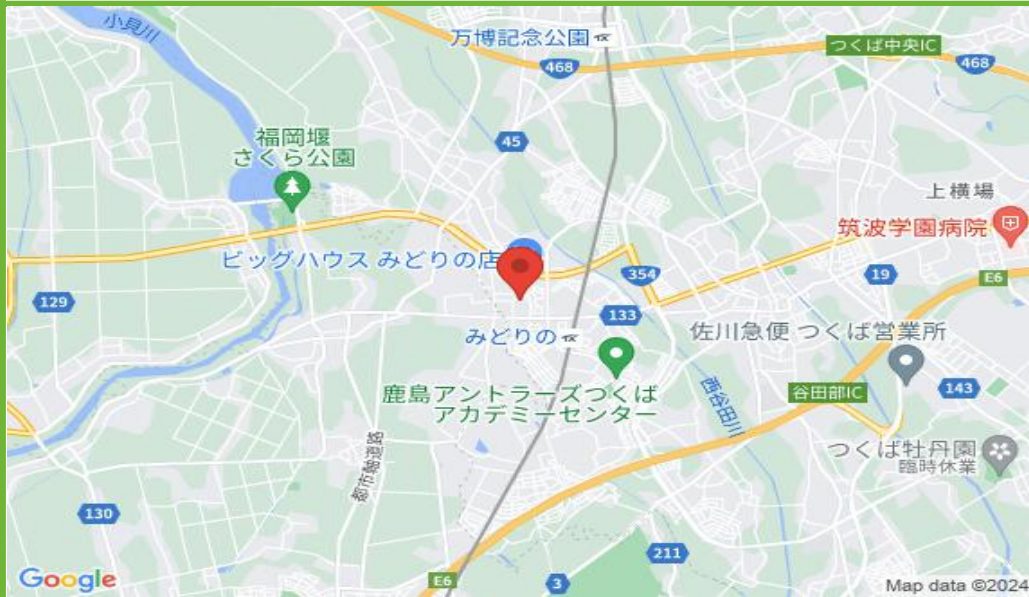 小貝川
万博記念公園
つくば中央IC
468
468
45
福岡堰
さくら公園
上横場
筑波学園病院
ビッグハウス みどりの店
354
19
E6
129
133
みどりの
佐川急便 つくば営業所
鹿島アントラーズつくば
アカデミーセンター
西谷田川
谷田部IC
143
都市軸道路
つくば牡丹園
臨時休業
130
211
Google
E6
3
Map data ©2024